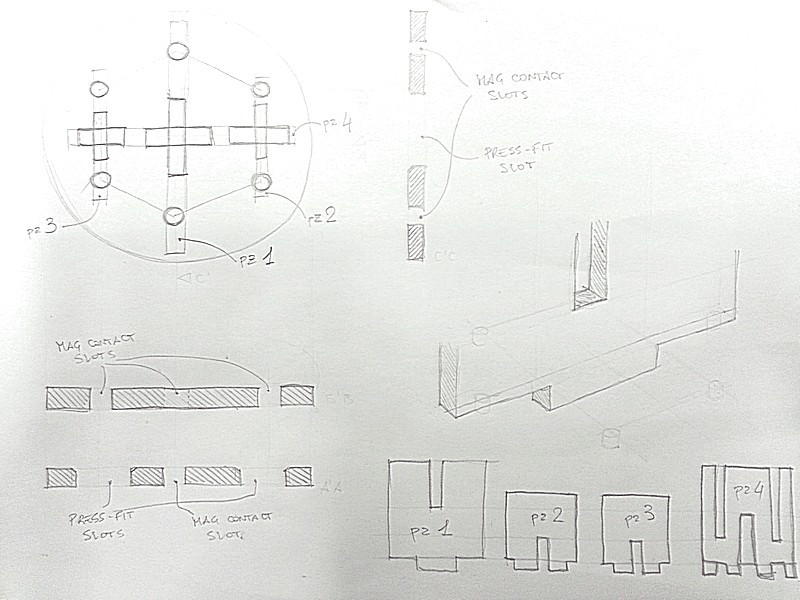 pz 4
pz 3
pz 2
pz 1
C'
MAG CONTACT
SLOTS
PRESS-FIT
SLOT
C'C
MAG CONTACT
SLOTS
A'A
PRESS-FIT
SLOTS
MAG CONTACT
SLOT
pz 1
pz 2
pz 3
pz 4